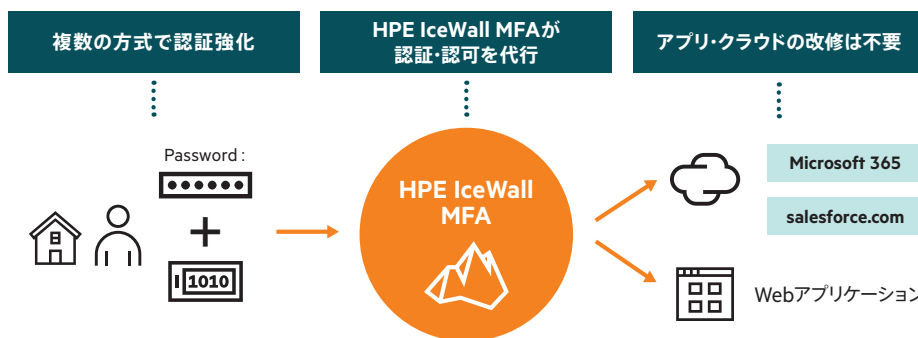 複数の方式で認証強化
HPE IceWall MFAが
認証・認可を代行
アプリ・クラウドの改修は不要
Password :
1010
HPE IceWall
MFA
Microsoft 365
salesforce.com
Webアプリケーション